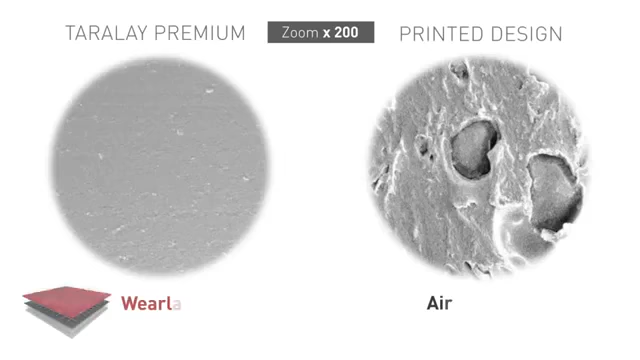 TARALAY PREMIUM
Zoom x 200
PRINTED DESIGN
Wearla
Air